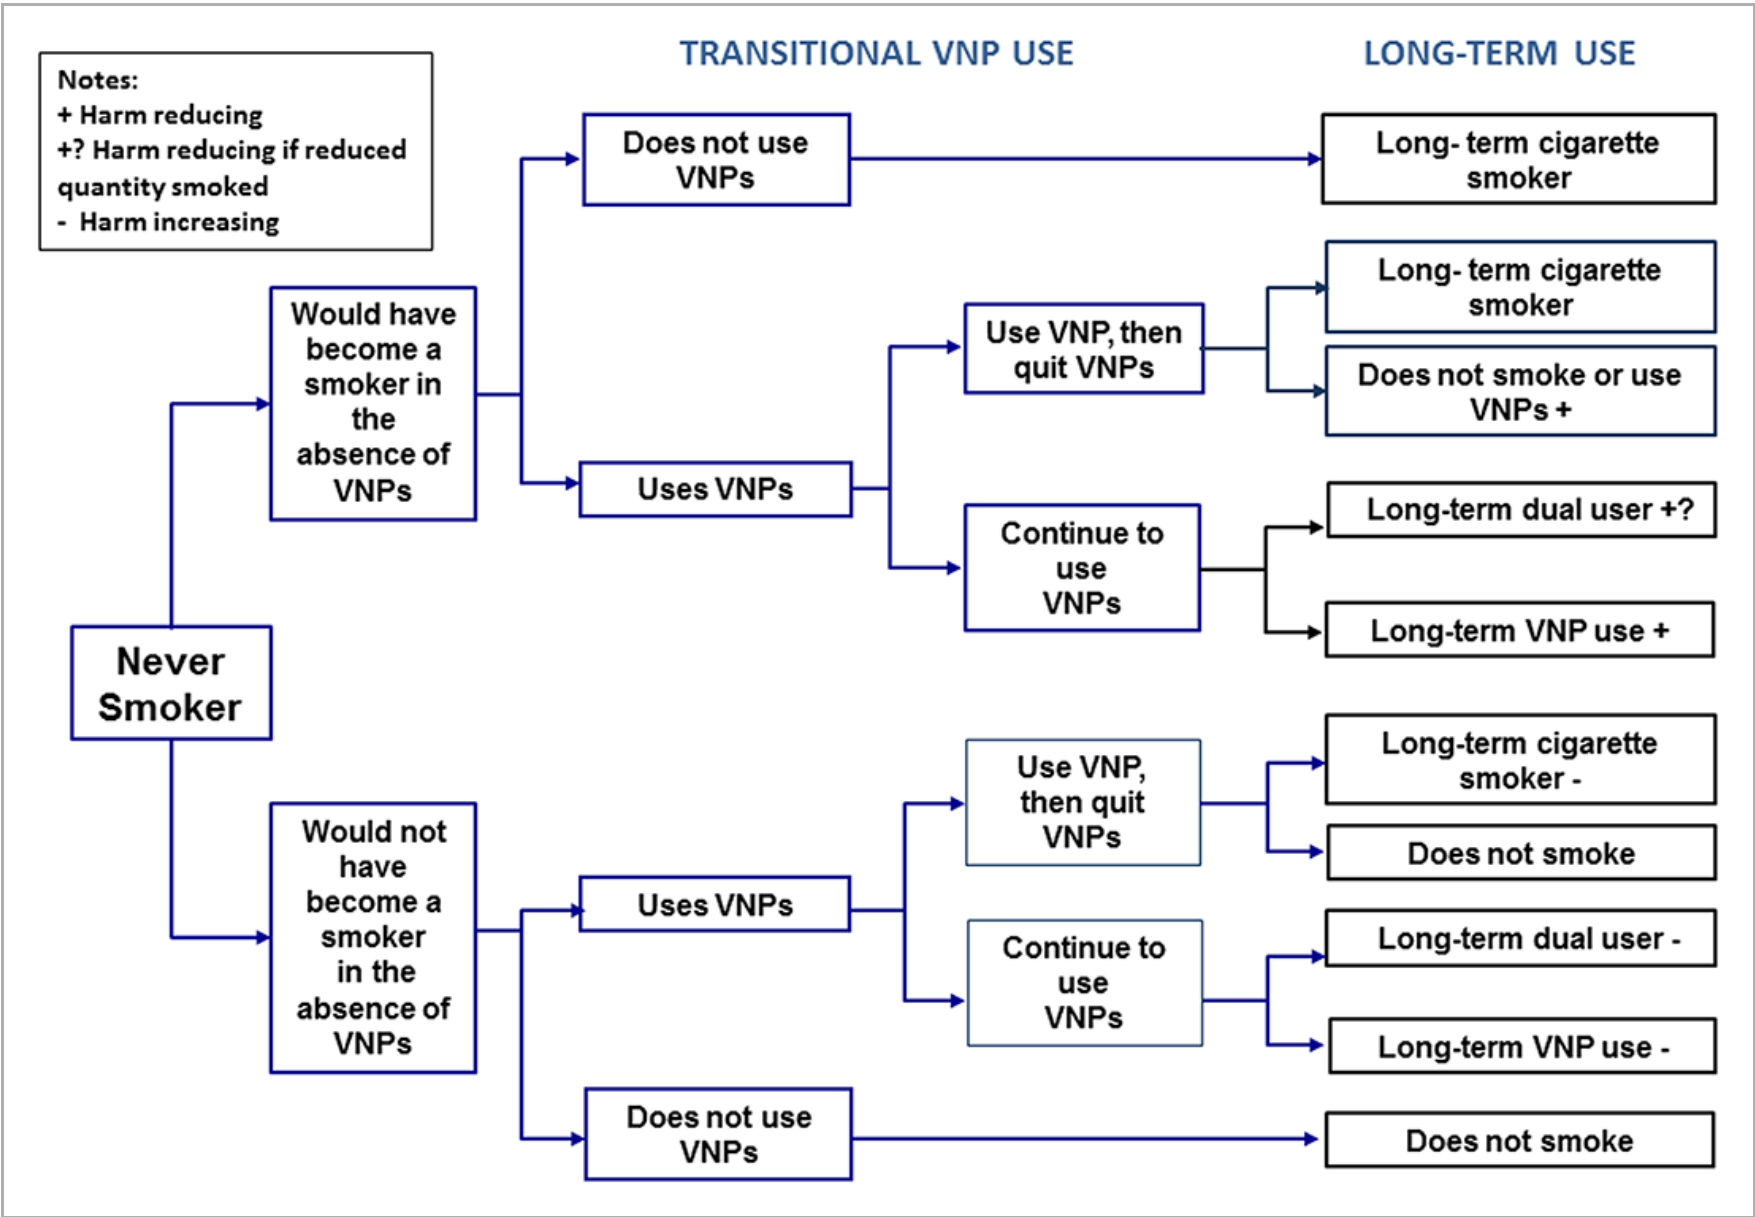 TRANSITIONAL VNP USE
LONG-TERM USE
Notes:
+ Harm reducing
+? Harm reducing if reduced
quantity smoked
- Harm increasing
Does not use
VNPs
Long- term cigarette
smoker
Would have
become a
smoker in
the
absence of
VNPs
Use VNP, then
quit VNPs
Long- term cigarette
smoker
Does not smoke or use
VNPs +
Uses VNPs
Continue to
use
VNPs
Long-term dual user +?
Long-term VNP use +
Never
Smoker
Would not
have
become a
smoker
in the
absence of
VNPs
Uses VNPs
Use VNP,
then quit
VNPs
Long-term cigarette
smoker -
Does not smoke
Continue to
use
VNPs
Long-term dual user -
Long-term VNP use -
Does not use
VNPs
Does not smoke